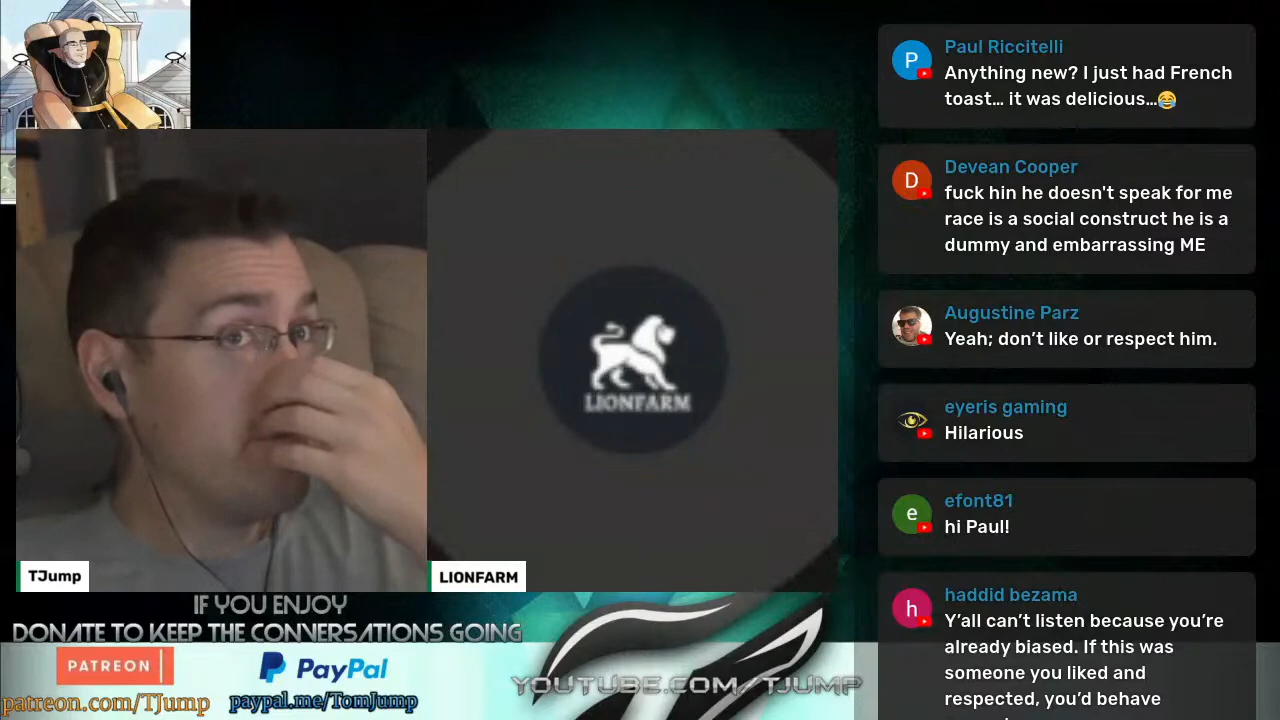 Paul Riccitelli
Anything new? I just had French
toast… it was delicious…😂
Devean Cooper
fuck hin he doesn't speak for me
race is a social construct he is a
dummy and embarrassing ME
Augustine Parz
Yeah; don’t like or respect him.
eyeris gaming
Hilarious
efont81
hi Paul!
haddid bezama
Y’all can’t listen because you’re
already biased. If this was
someone you liked and
respected, you’d behave
LIONFARM
TJump
LIONFARM
IF YOU ENJOY
DONATE TO KEEP THE CONVERSATIONS GOING
PATREON
PayPal
patreon.com/TJump
paypal.me/TomJump
YOUTUBE.COM/TJUMP
P
D
e
h